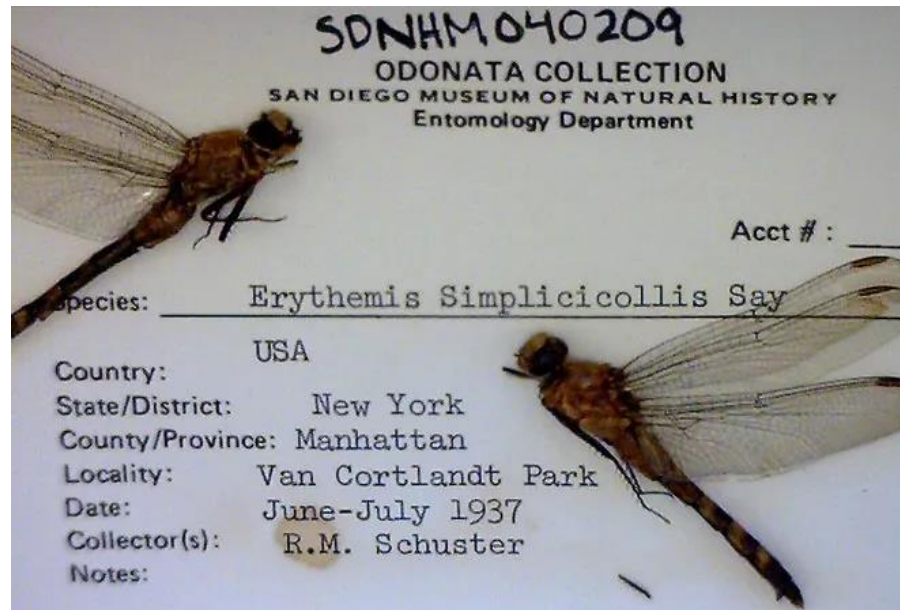 SDNHM040209
ODONATA COLLECTION
SAN DIEGO MUSEUM OF NATURAL HISTORY
Entomology Department
Acct # :
Species: Erythemis Simplicicollis Say
Country: USA
State/District: New York
County/Province: Manhattan
Locality: Van Cortlandt Park
Date: June-July 1937
Collector(s): R.M. Schuster
Notes: